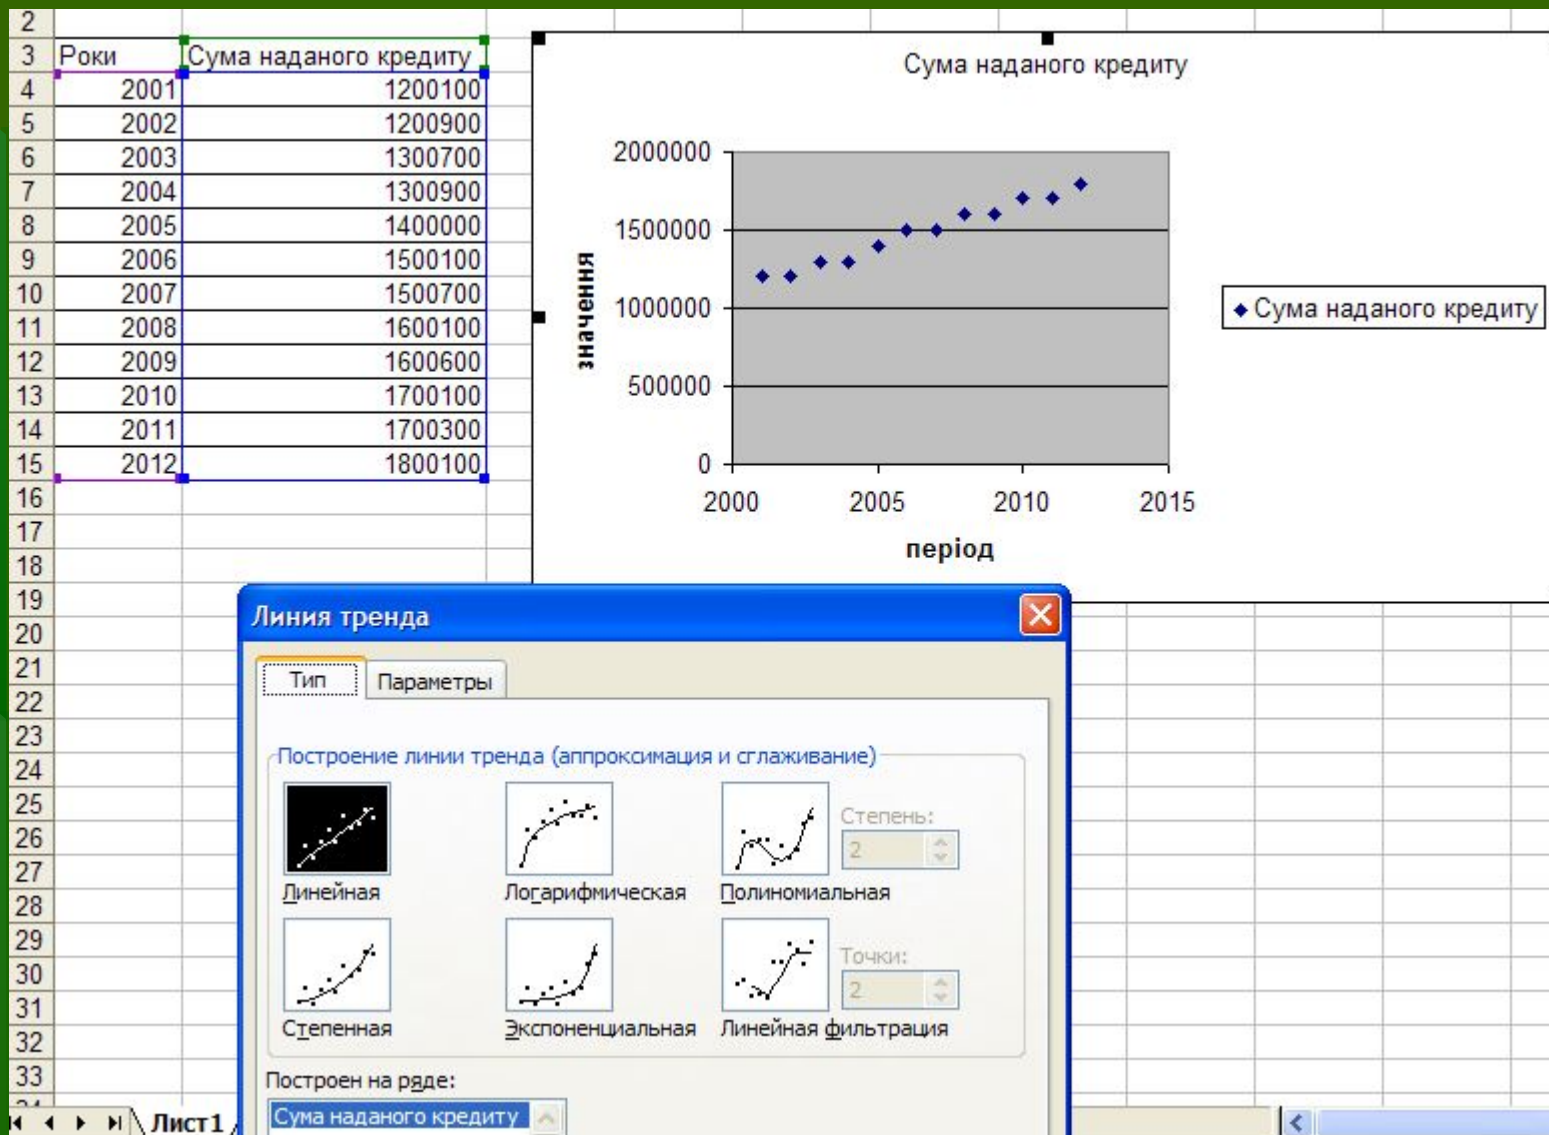 2
3 Роки Сума наданого кредиту
4 2001 1200100
5 2002 1200900
6 2003 1300700
7 2004 1300900
8 2005 1400000
9 2006 1500100
10 2007 1500700
11 2008 1600100
12 2009 1600600
13 2010 1700100
14 2011 1700300
15 2012 1800100
16
17
18
19
20
21
22
23
24
25
26
27
28
29
30
31
32
33
Сума наданого кредиту
2000000
1500000
1000000
500000
0
2000 2005 2010 2015
значення
період
Сума наданого кредиту
Линия тренда
Тип Параметры
Построение линии тренда (аппроксимация и сглаживание)
Степень:
2
Линейная Логарифмическая Полиномиальная
Точки:
2
Степенная Экспоненциальная Линейная фильтрация
Построен на ряде:
Сума наданого кредиту
Лист1